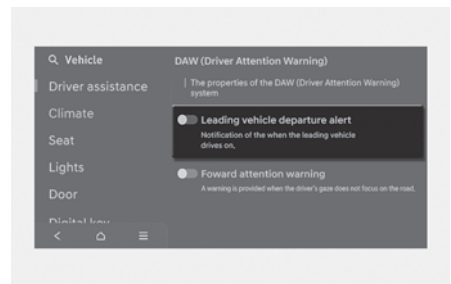 Vehicle
Driver assistance
Climate
Seat
Lights
Door
Digital key
DAW (Driver Attention Warning)
The properties of the DAW (Driver Attention Warning)
system
Leading vehicle departure alert
Notification of the when the leading vehicle
drives on,
Foward attention warning
A warning is provided when the driver's gaze does not focus on the road,